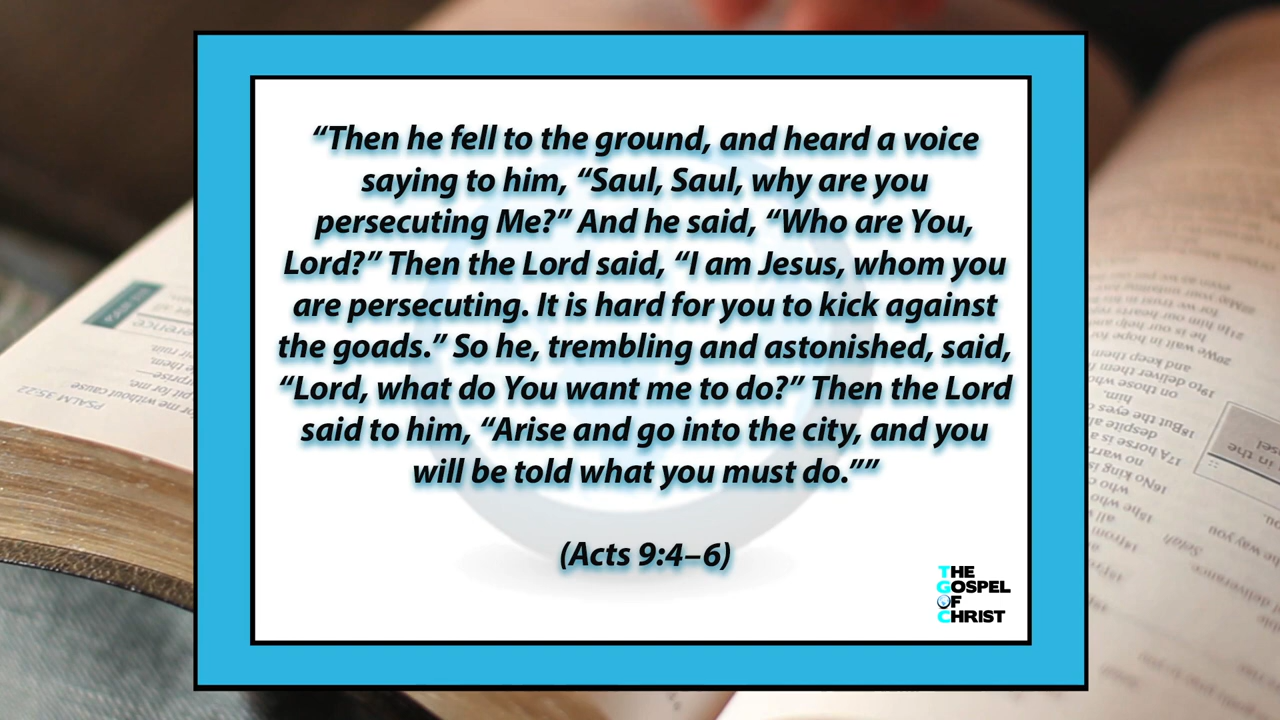 “Then he fell to the ground, and heard a voice
saying to him, “Saul, Saul, why are you
persecuting Me?” And he said, “Who are You,
Lord?” Then the Lord said, “I am Jesus, whom you
are persecuting. It is hard for you to kick against
the goads.” So he, trembling and astonished, said,
“Lord, what do You want me to do?” Then the Lord
said to him, “Arise and go into the city, and you
will be told what you must do.””
(Acts 9:4–6)
THE
GOSPEL
OF
CHRIST
PSALM 35:22